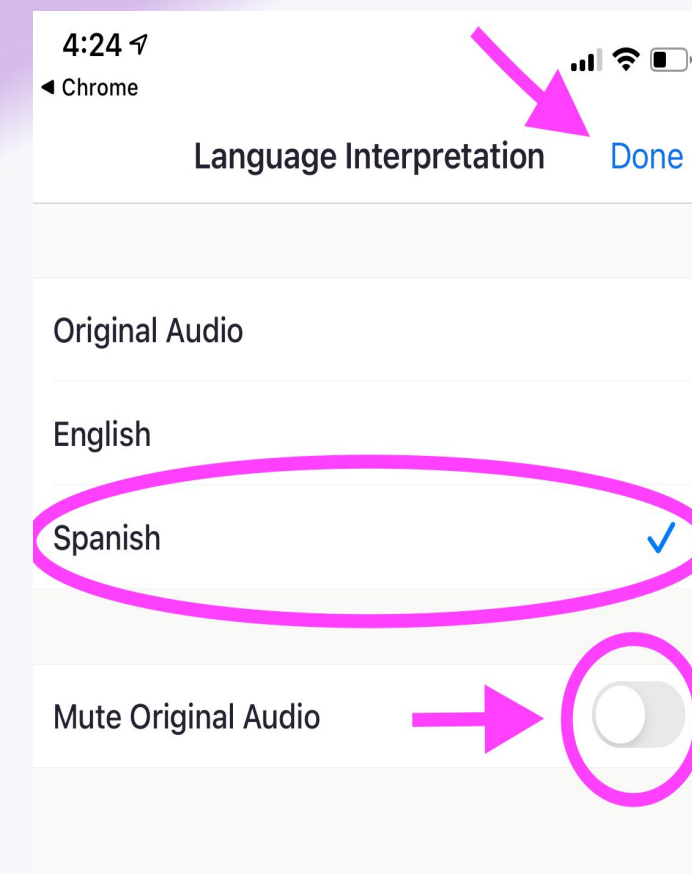 4:24
◀ Chrome
Language Interpretation Done
Original Audio
English
Spanish
Mute Original Audio